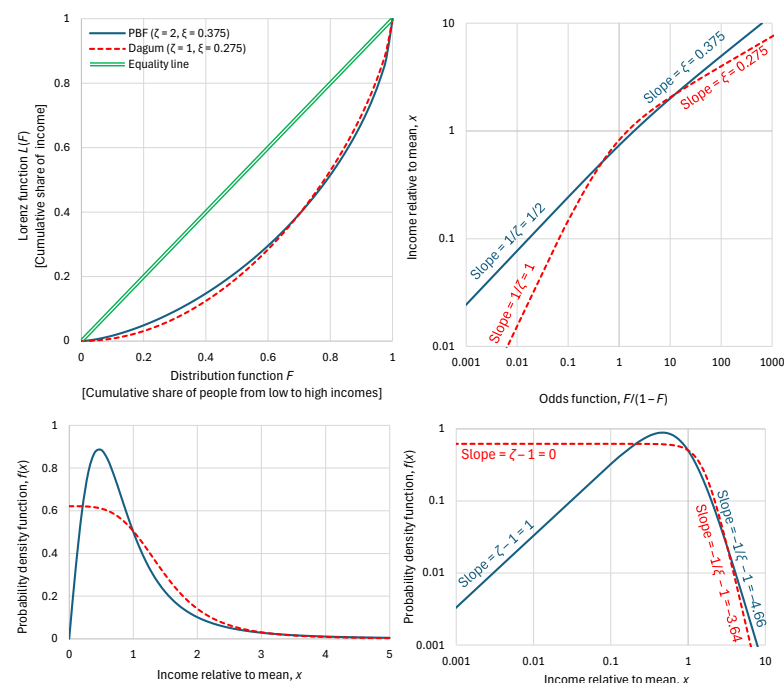 PBF (ζ = 2, ξ = 0.375)
Dagum (ζ = 1, ξ = 0.275)
Equality line
Lorenz function L(F)
[Cumulative share of income]
1
0.8
0.6
0.4
0.2
0
0 0.2 0.4 0.6 0.8 1
Distribution function F
[Cumulative share of people from low to high incomes]
Income relative to mean, x
10
1
0.1
0.01
Slope = ξ = 0.375
Slope = ξ = 0.275
Slope = 1/ζ = 1/2
Slope = 1/ζ = 1
0.001 0.01 0.1 1 10 100 1000
Odds function, F/(1 – F)
Probability density function, f(x)
1
0.8
0.6
0.4
0.2
0
0 1 2 3 4 5
Income relative to mean, x
Probability density function, f(x)
1
0.1
0.01
0.001
Slope = ζ – 1 = 0
Slope = ζ – 1 = 1
Slope = –1/ξ – 1 = –4.66
Slope = –1/ξ – 1 = –3.64
0.001 0.01 0.1 1 10
Income relative to mean, x